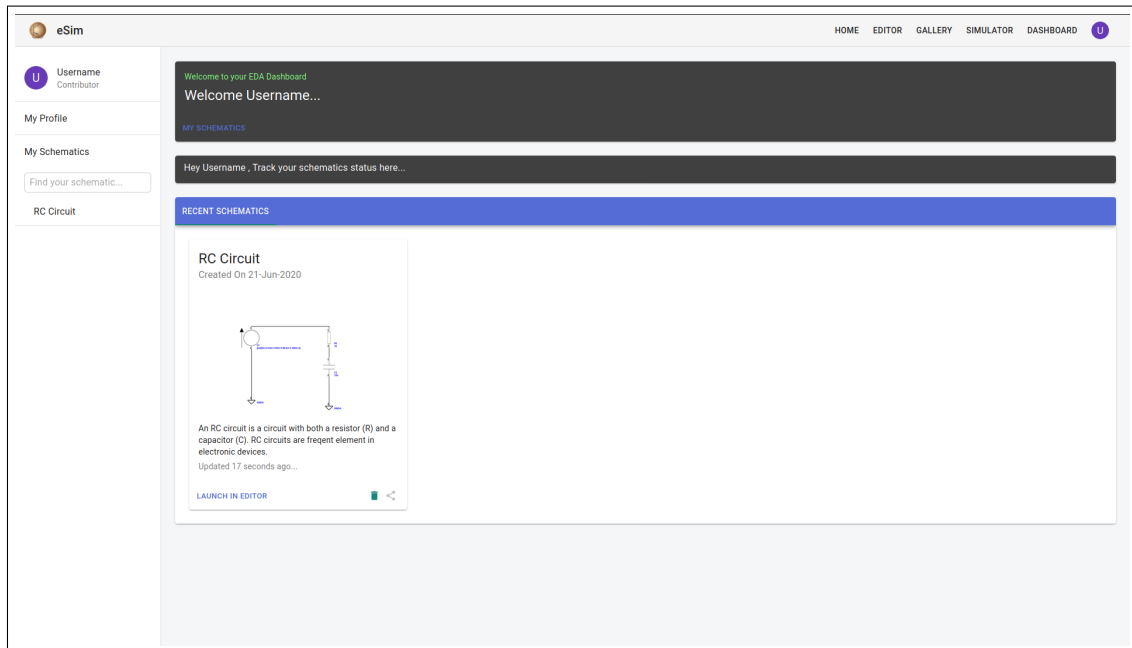 eSim
HOME EDITOR GALLERY SIMULATOR DASHBOARD U
U
Username
Contributor
My Profile
My Schematics
Find your schematic...
RC Circuit
Welcome to your EDA Dashboard
Welcome Username...
MY SCHEMATICS
Hey Username , Track your schematics status here...
RECENT SCHEMATICS
RC Circuit
Created On 21-Jun-2020
An RC circuit is a circuit with both a resistor (R) and a
capacitor (C). RC circuits are freqent element in
electronic devices.
Updated 17 seconds ago...
LAUNCH IN EDITOR